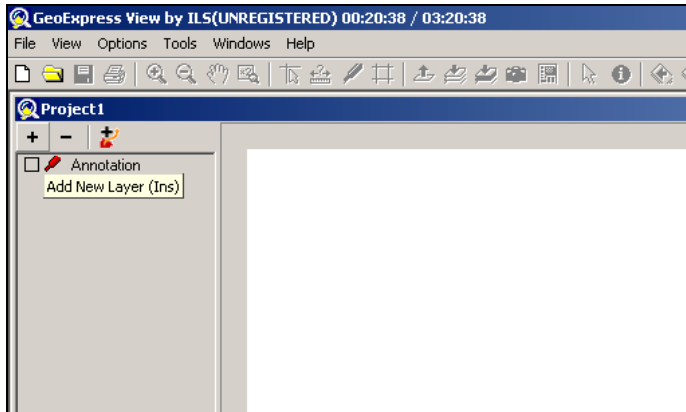 GeoExpress View by ILS(UNREGISTERED) 00:20:38 / 03:20:38
File View Options Tools Windows Help
Project1
+ -
Annotation
Add New Layer (Ins)